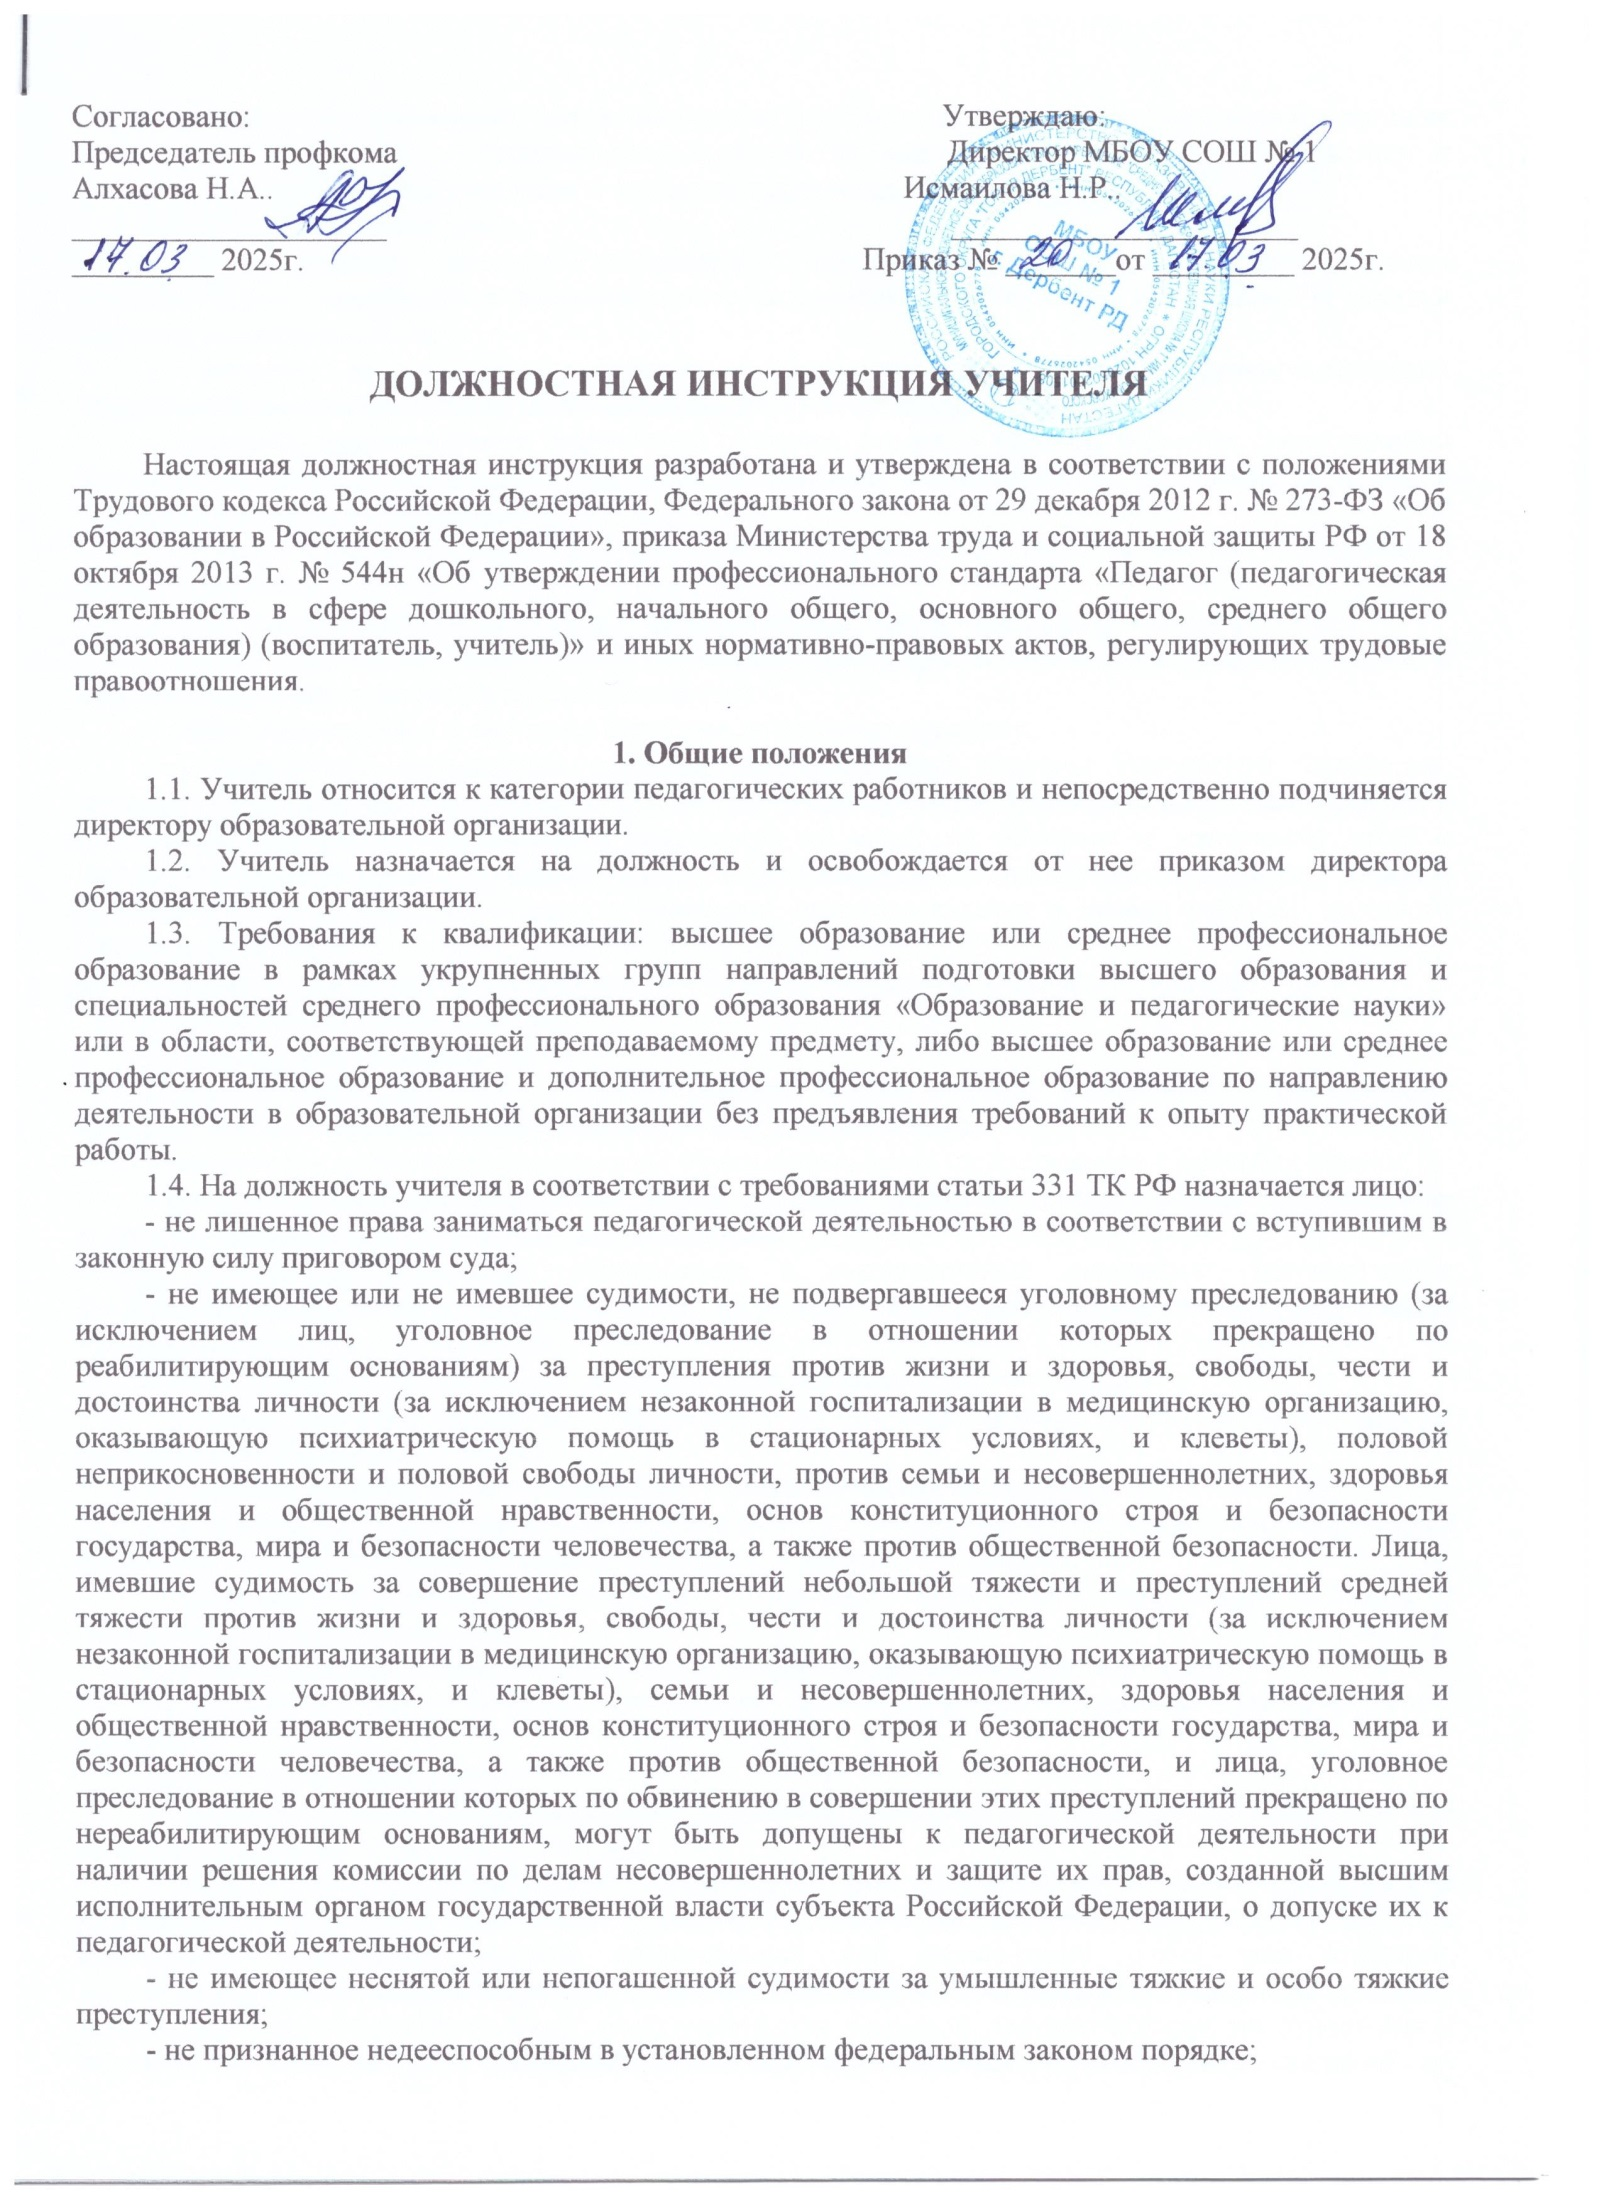 Согласовано: Утверждаю:
Председатель профкома Директор МБОУ СОШ № 1
Алхасова Н.А.. Исмаилова Н.Р..
17.03 2025г. Приказ № 20 от 17.03 2025г.
МБОУ
СОШ № 1
г. Дербент РД
ДОЛЖНОСТНАЯ ИНСТРУКЦИЯ УЧИТЕЛЯ
Настоящая должностная инструкция разработана и утверждена в соответствии с положениями
Трудового кодекса Российской Федерации, Федерального закона от 29 декабря 2012 г. № 273-ФЗ «Об
образовании в Российской Федерации», приказа Министерства труда и социальной защиты РФ от 18
октября 2013 г. № 544н «Об утверждении профессионального стандарта «Педагог (педагогическая
деятельность в сфере дошкольного, начального общего, основного общего, среднего общего
образования) (воспитатель, учитель)» и иных нормативно-правовых актов, регулирующих трудовые
правоотношения.
1. Общие положения
1.1. Учитель относится к категории педагогических работников и непосредственно подчиняется
директору образовательной организации.
1.2. Учитель назначается на должность и освобождается от нее приказом директора
образовательной организации.
1.3. Требования к квалификации: высшее образование или среднее профессиональное
образование в рамках укрупненных групп направлений подготовки высшего образования и
специальностей среднего профессионального образования «Образование и педагогические науки»
или в области, соответствующей преподаваемому предмету, либо высшее образование или среднее
профессиональное образование и дополнительное профессиональное образование по направлению
деятельности в образовательной организации без предъявления требований к опыту практической
работы.
1.4. На должность учителя в соответствии с требованиями статьи 331 ТК РФ назначается лицо:
- не лишенное права заниматься педагогической деятельностью в соответствии с вступившим в
законную силу приговором суда;
- не имеющее или не имевшее судимости, не подвергавшееся уголовному преследованию (за
исключением лиц, уголовное преследование в отношении которых прекращено по
реабилитирующим основаниям) за преступления против жизни и здоровья, свободы, чести и
достоинства личности (за исключением незаконной госпитализации в медицинскую организацию,
оказывающую психиатрическую помощь в стационарных условиях, и клеветы), половой
неприкосновенности и половой свободы личности, против семьи и несовершеннолетних, здоровья
населения и общественной нравственности, основ конституционного строя и безопасности
государства, мира и безопасности человечества, а также против общественной безопасности. Лица,
имевшие судимость за совершение преступлений небольшой тяжести и преступлений средней
тяжести против жизни и здоровья, свободы, чести и достоинства личности (за исключением
незаконной госпитализации в медицинскую организацию, оказывающую психиатрическую помощь в
стационарных условиях, и клеветы), семьи и несовершеннолетних, здоровья населения и
общественной нравственности, основ конституционного строя и безопасности государства, мира и
безопасности человечества, а также против общественной безопасности, и лица, уголовное
преследование в отношении которых по обвинению в совершении этих преступлений прекращено по
нереабилитирующим основаниям, могут быть допущены к педагогической деятельности при
наличии решения комиссии по делам несовершеннолетних и защите их прав, созданной высшим
исполнительным органом государственной власти субъекта Российской Федерации, о допуске их к
педагогической деятельности;
- не имеющее неснятой или непогашенной судимости за умышленные тяжкие и особо тяжкие
преступления;
- не признанное недееспособным в установленном федеральным законом порядке;